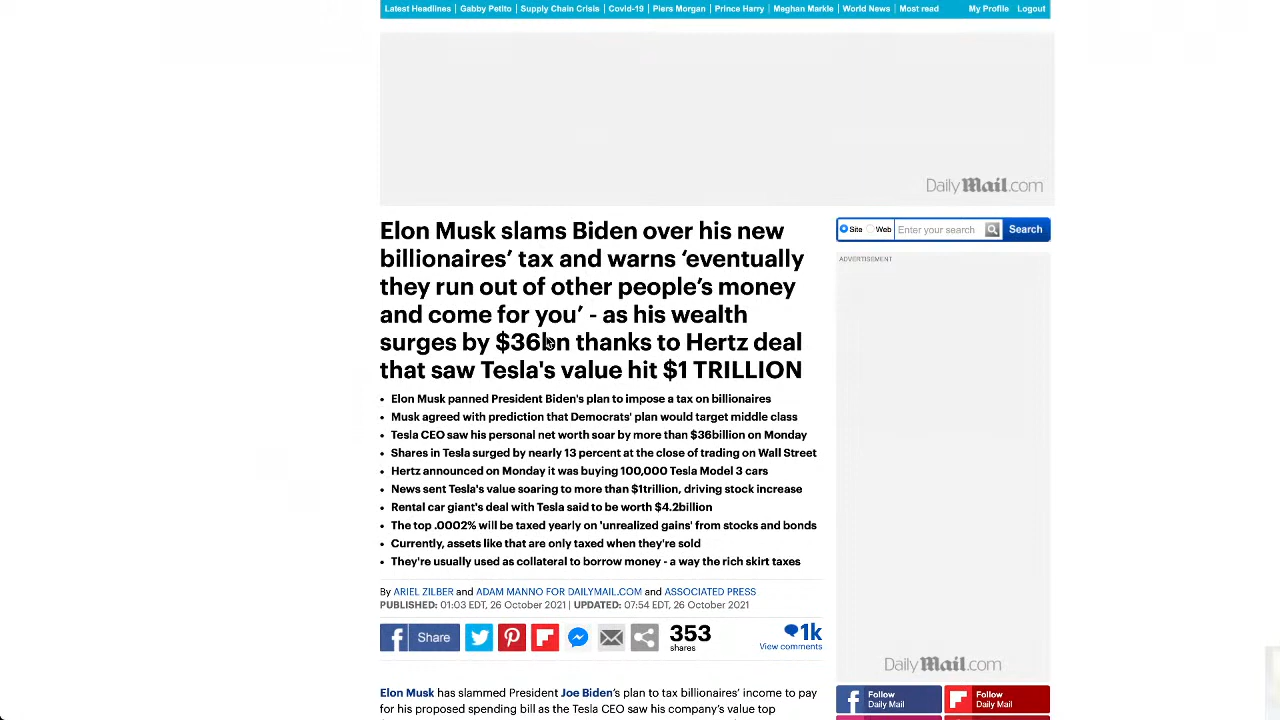 Latest Headlines | Gabby Petito | Supply Chain Crisis | Covid-19 | Piers Morgan | Prince Harry | Meghan Markle | World News | Most read My Profile Logout
Daily Mail.com
Elon Musk slams Biden over his new
billionaires’ tax and warns ‘eventually
they run out of other people’s money
and come for you’ - as his wealth
surges by $36bn thanks to Hertz deal
that saw Tesla's value hit $1 TRILLION
• Elon Musk panned President Biden's plan to impose a tax on billionaires
• Musk agreed with prediction that Democrats' plan would target middle class
• Tesla CEO saw his personal net worth soar by more than $36billion on Monday
• Shares in Tesla surged by nearly 13 percent at the close of trading on Wall Street
• Hertz announced on Monday it was buying 100,000 Tesla Model 3 cars
• News sent Tesla's value soaring to more than $1trillion, driving stock increase
• Rental car giant's deal with Tesla said to be worth $4.2billion
• The top .0002% will be taxed yearly on 'unrealized gains' from stocks and bonds
• Currently, assets like that are only taxed when they're sold
• They're usually used as collateral to borrow money - a way the rich skirt taxes
By ARIEL ZILBER and ADAM MANNO FOR DAILYMAIL.COM and ASSOCIATED PRESS
PUBLISHED: 01:03 EDT, 26 October 2021 | UPDATED: 07:54 EDT, 26 October 2021
Share
353
shares
1k
View comments
Elon Musk has slammed President Joe Biden's plan to tax billionaires' income to pay
for his proposed spending bill as the Tesla CEO saw his company's value top
Site Web Enter your search Search
ADVERTISEMENT
Daily Mail.com
Follow
Daily Mail
Follow
Daily Mail